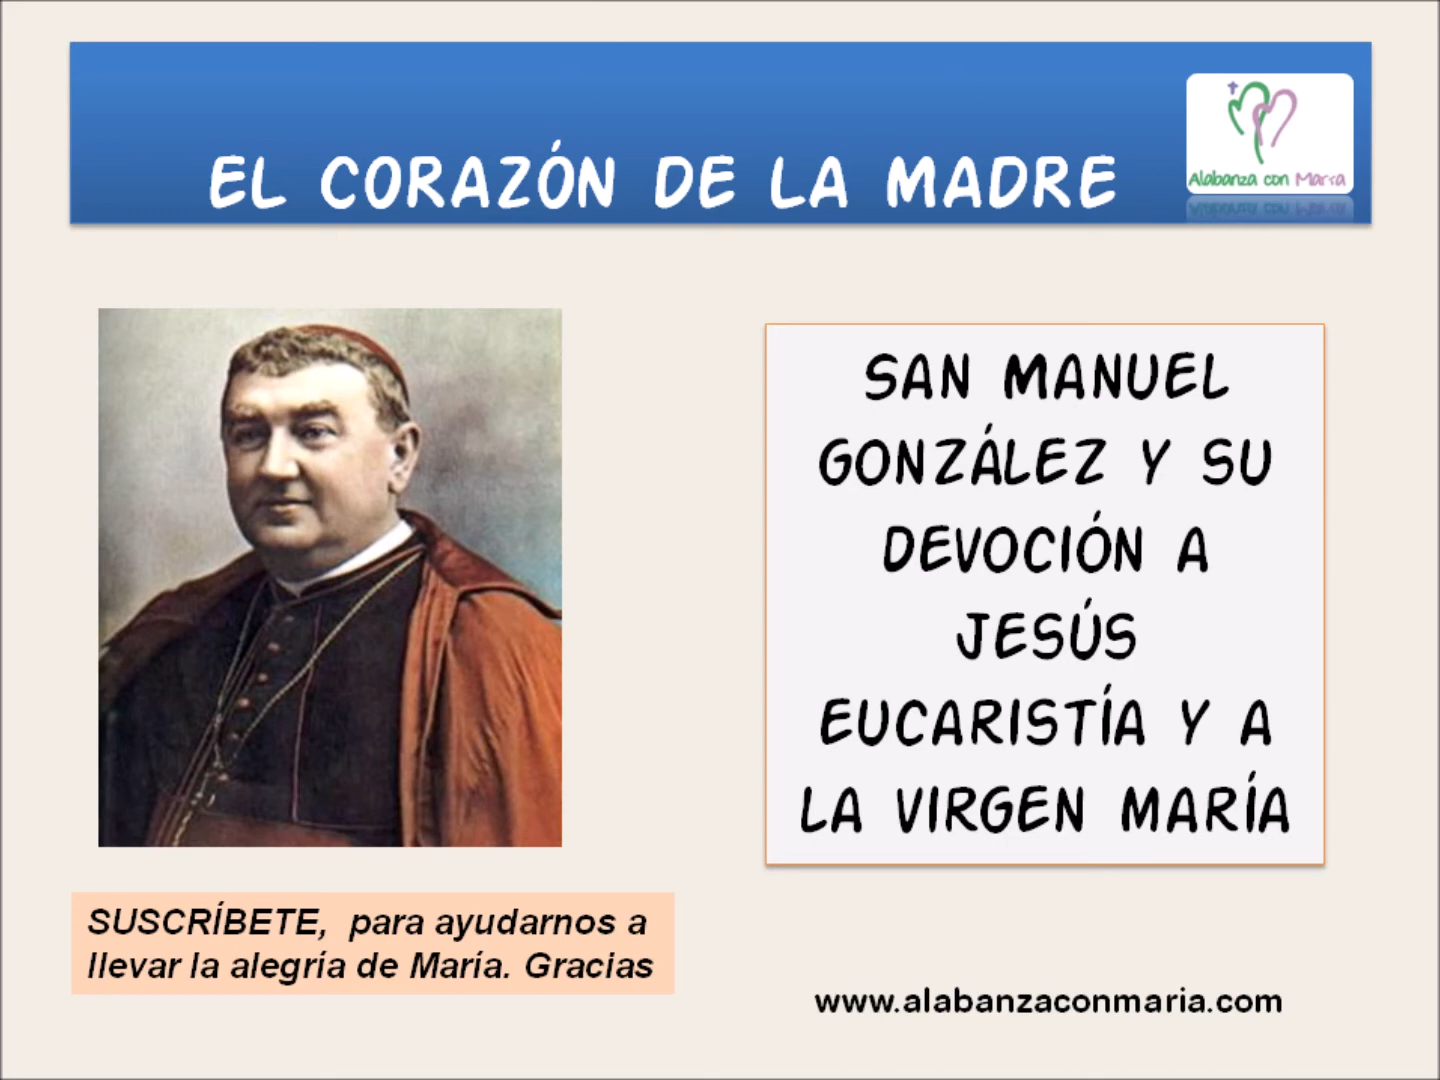 EL CORAZÓN DE LA MADRE
Alabanza con María
SAN MANUEL
GONZÁLEZ Y SU
DEVOCIÓN A
JESÚS
EUCARISTÍA Y A
LA VIRGEN MARÍA
SUSCRÍBETE, para ayudarnos a
llevar la alegría de María. Gracias
www.alabanzaconmaria.com